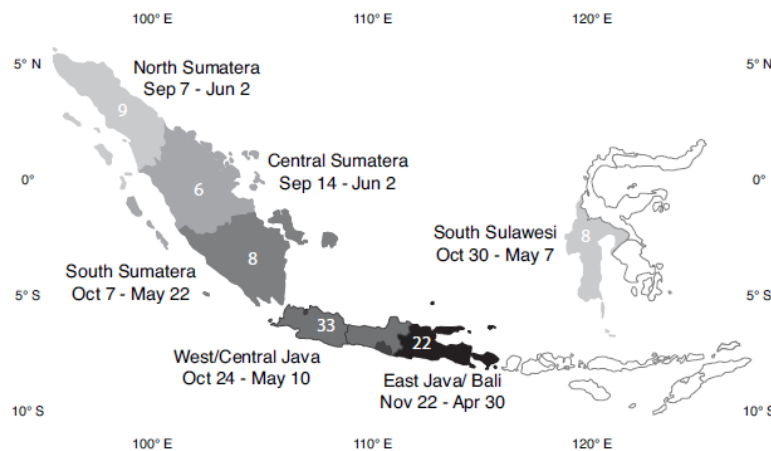 100° E 110° E 120° E
5° N 5° N
North Sumatera
Sep 7 - Jun 2
9
Central Sumatera
Sep 14 - Jun 2
0° 0°
6
South Sulawesi
Oct 30 - May 7
8
South Sumatera
Oct 7 - May 22
8
5° S 5° S
33
22
West/Central Java
Oct 24 - May 10
East Java/ Bali
Nov 22 - Apr 30
10° S 10° S
100° E 110° E 120° E